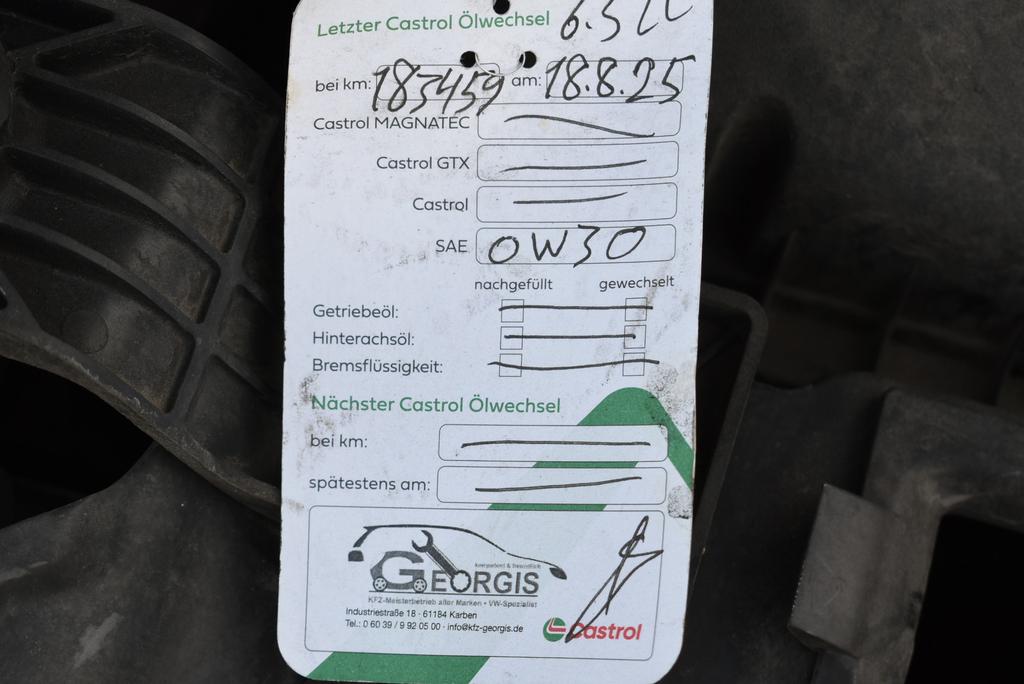 Letzter Castrol Ölwechsel
bei km: 183459 am: 18.8.25
Castrol MAGNATEC
Castrol GTX
Castrol
SAE 0W30
nachgefüllt gewechselt
Getriebeöl:
Hinterachsöl:
Bremsflüssigkeit:
Nächster Castrol Ölwechsel
bei km:
spätestens am:
kompetent & freundlich
GEORGIS
KFZ-Meisterbetrieb aller Marken • VW-Spezialist
Industriestraße 18 · 61184 Karben
Tel.: 0 60 39 / 9 92 05 00 · info@kfz-georgis.de
Castrol